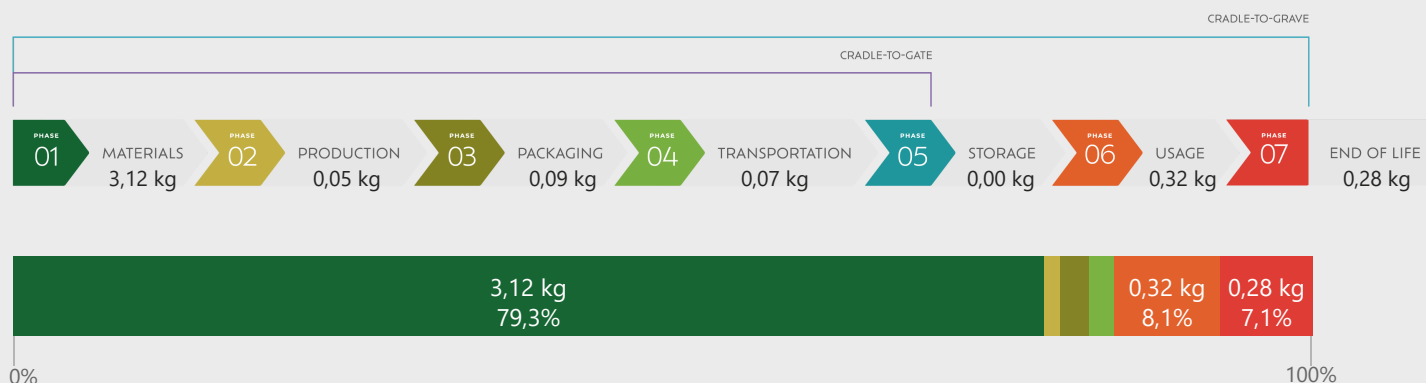 CRADLE-TO-GRAVE
CRADLE-TO-GATE
PHASE
01
MATERIALS
3,12 kg
PHASE
02
PRODUCTION
0,05 kg
PHASE
03
PACKAGING
0,09 kg
PHASE
04
TRANSPORTATION
0,07 kg
PHASE
05
STORAGE
0,00 kg
PHASE
06
USAGE
0,32 kg
PHASE
07
END OF LIFE
0,28 kg
3,12 kg
79,3%
0,32 kg
8,1%
0,28 kg
7,1%
0%
100%